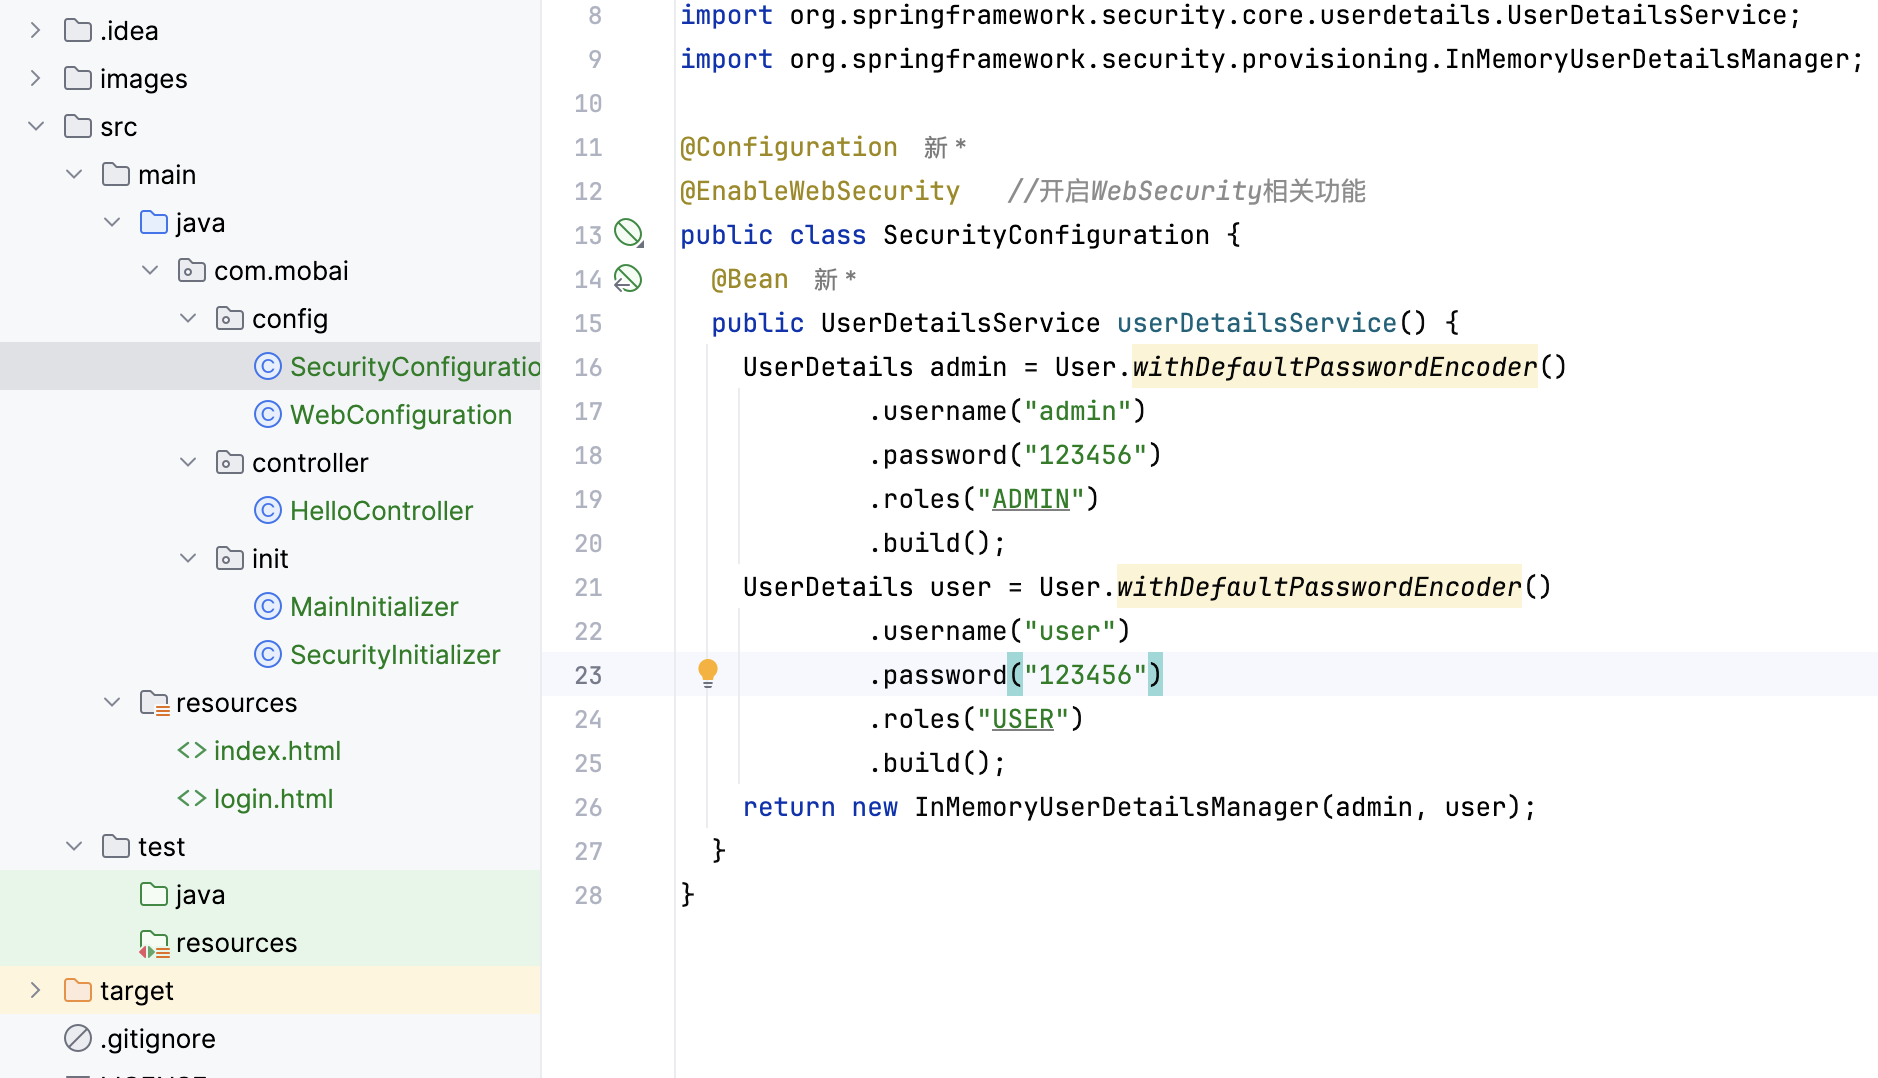 .idea
images
src
main
java
com.mobai
config
SecurityConfiguratio
WebConfiguration
controller
HelloController
init
MainInitializer
SecurityInitializer
resources
index.html
login.html
test
java
resources
target
.gitignore
8 import org.springframework.security.core.userdetails.UserDetailsService;
9 import org.springframework.security.provisioning.InMemoryUserDetailsManager;
10
11 @Configuration 新 *
12 @EnableWebSecurity //开启WebSecurity相关功能
13 public class SecurityConfiguration {
14 @Bean 新 *
15 public UserDetailsService userDetailsService() {
16 UserDetails admin = User.withDefaultPasswordEncoder()
17 .username("admin")
18 .password("123456")
19 .roles("ADMIN")
20 .build();
21 UserDetails user = User.withDefaultPasswordEncoder()
22 .username("user")
23 .password("123456")
24 .roles("USER")
25 .build();
26 return new InMemoryUserDetailsManager(admin, user);
27 }
28 }